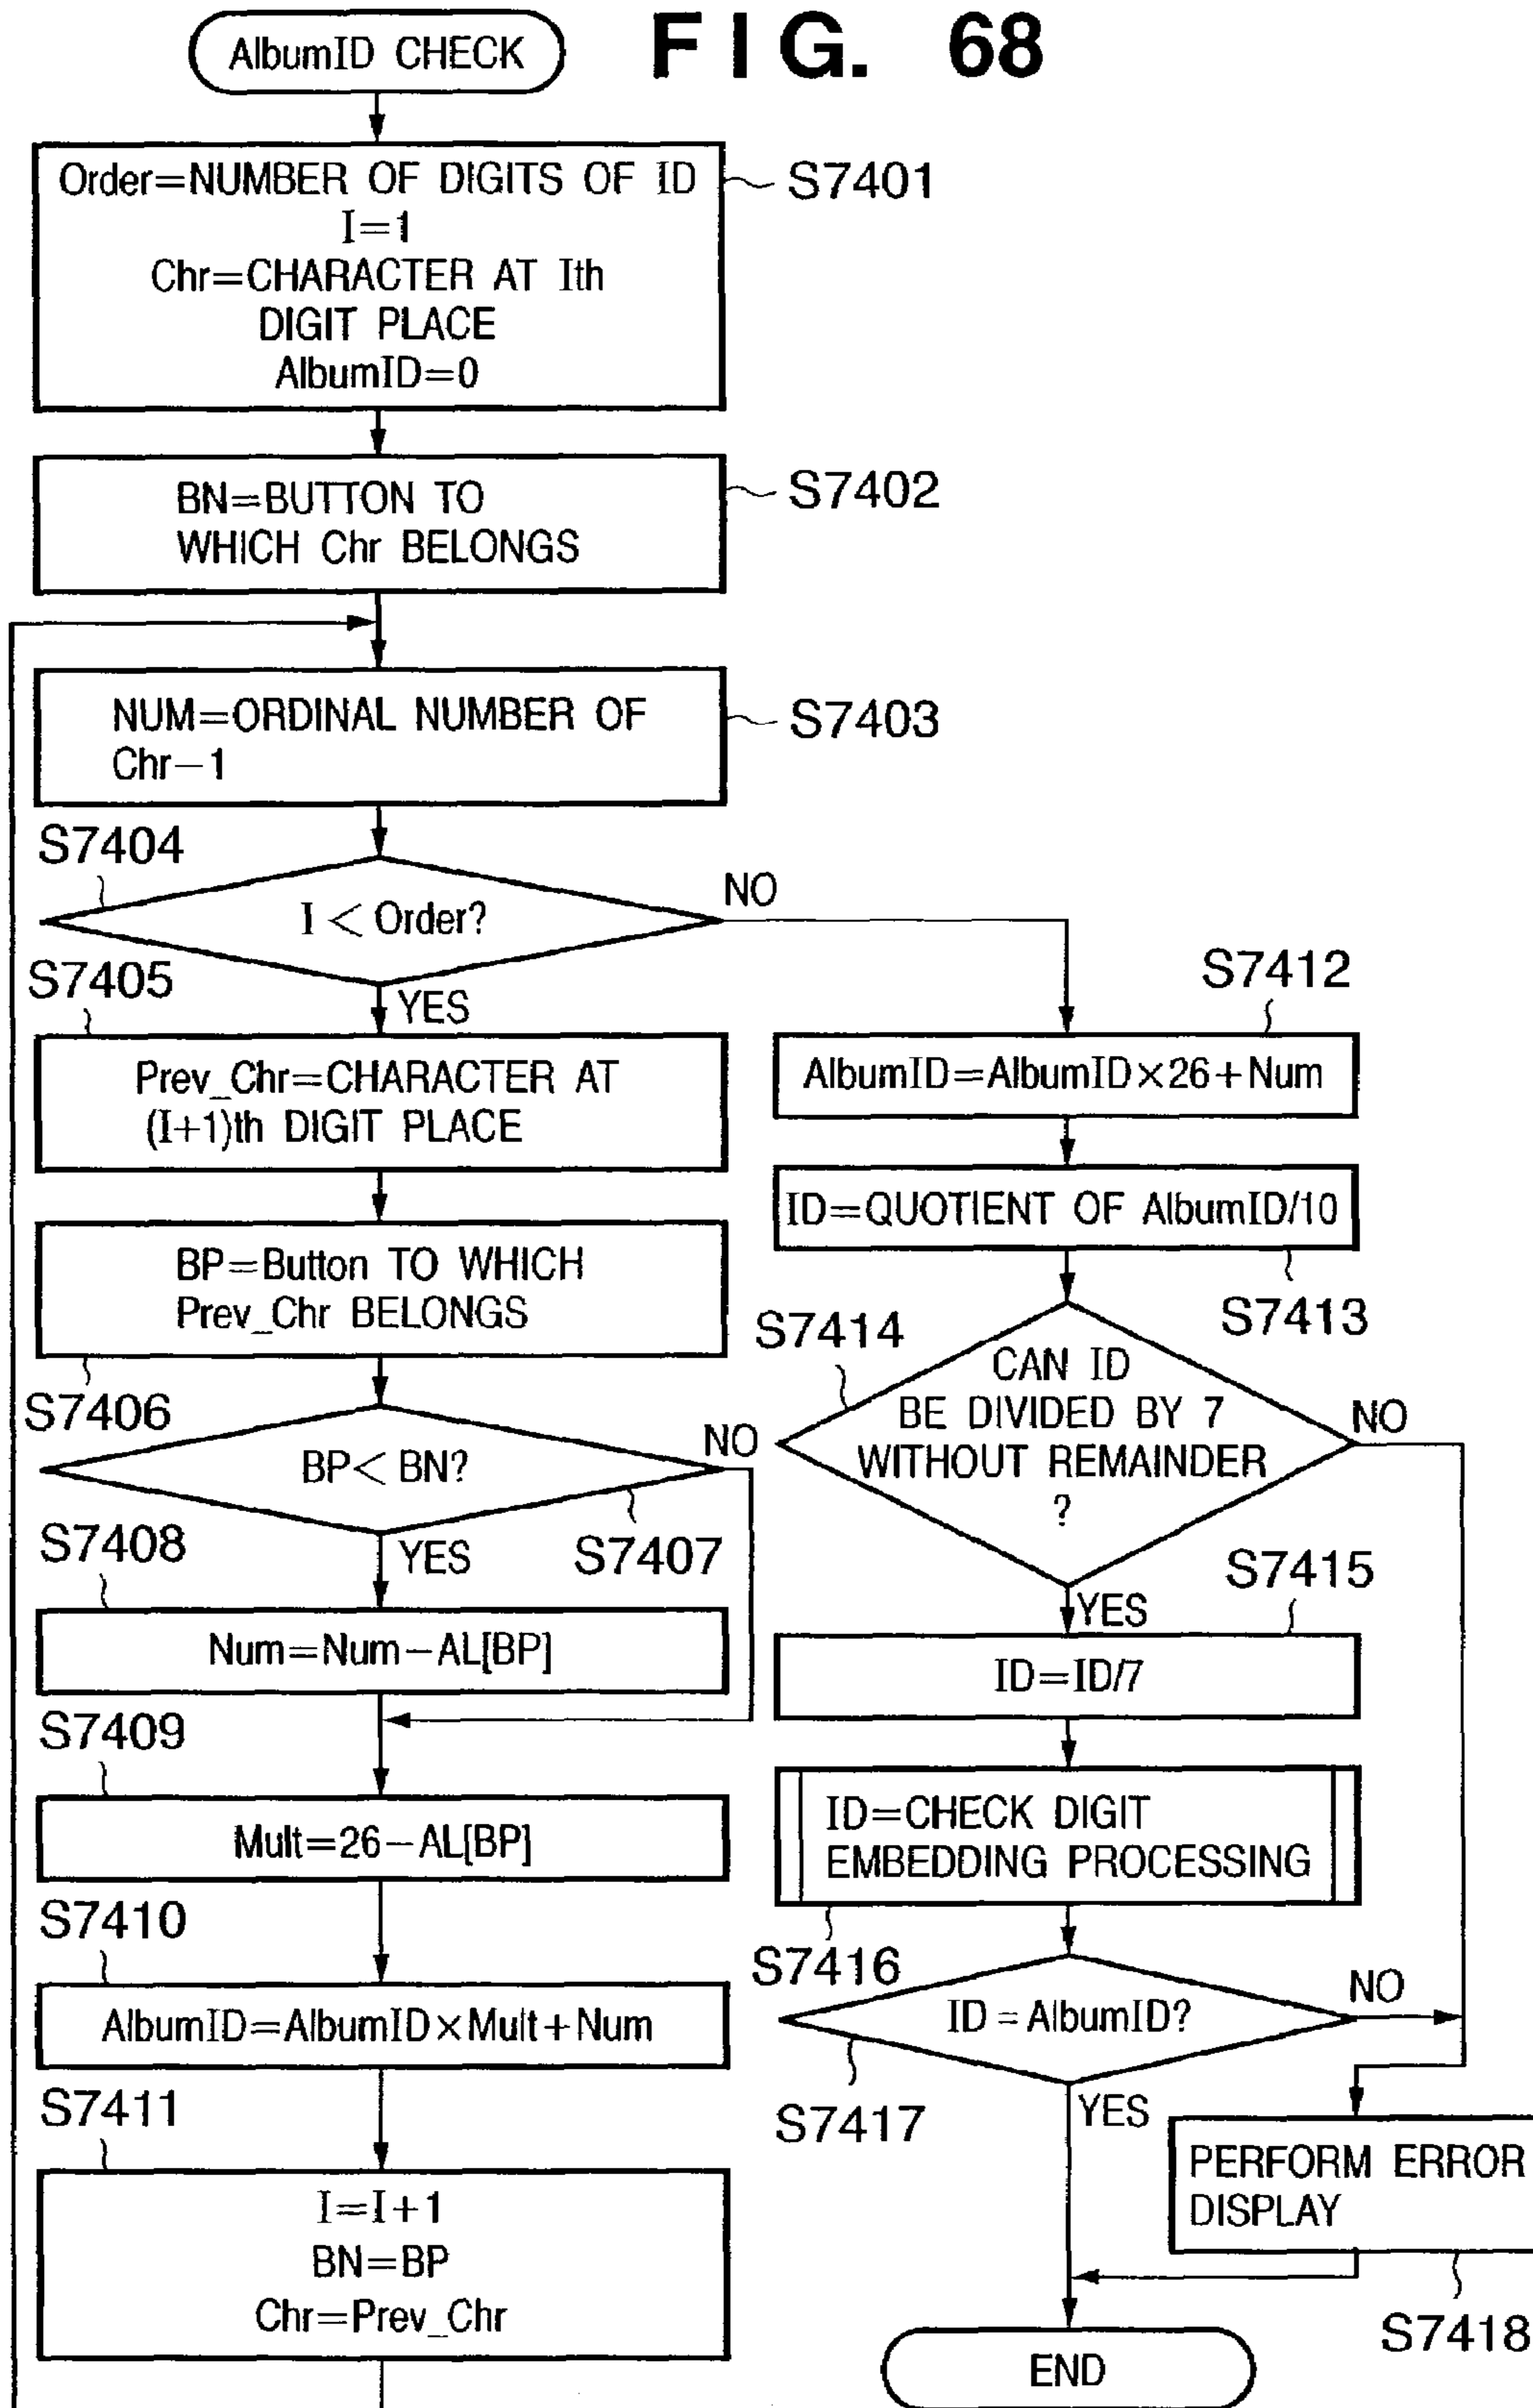 FIG. 68
AlbumID CHECK
Order=NUMBER OF DIGITS OF ID
I=1
Chr=CHARACTER AT Ith
DIGIT PLACE
AlbumID=0
S7401
BN=BUTTON TO
WHICH Chr BELONGS
S7402
NUM=ORDINAL NUMBER OF
Chr−1
S7403
S7404
I < Order?
NO
YES
S7405
Prev_Chr=CHARACTER AT
(I+1)th DIGIT PLACE
BP=Button TO WHICH
Prev_Chr BELONGS
S7406
BP< BN?
NO
S7407
YES
S7408
Num=Num−AL[BP]
S7409
Mult=26−AL[BP]
S7410
AlbumID=AlbumID×Mult+Num
S7411
I=I+1
BN=BP
Chr=Prev_Chr
S7412
AlbumID=AlbumID×26+Num
ID=QUOTIENT OF AlbumID/10
S7413
S7414
CAN ID
BE DIVIDED BY 7
WITHOUT REMAINDER
?
NO
YES
S7415
ID=ID/7
ID=CHECK DIGIT
EMBEDDING PROCESSING
S7416
ID = AlbumID?
NO
S7417
YES
PERFORM ERROR
DISPLAY
S7418
END